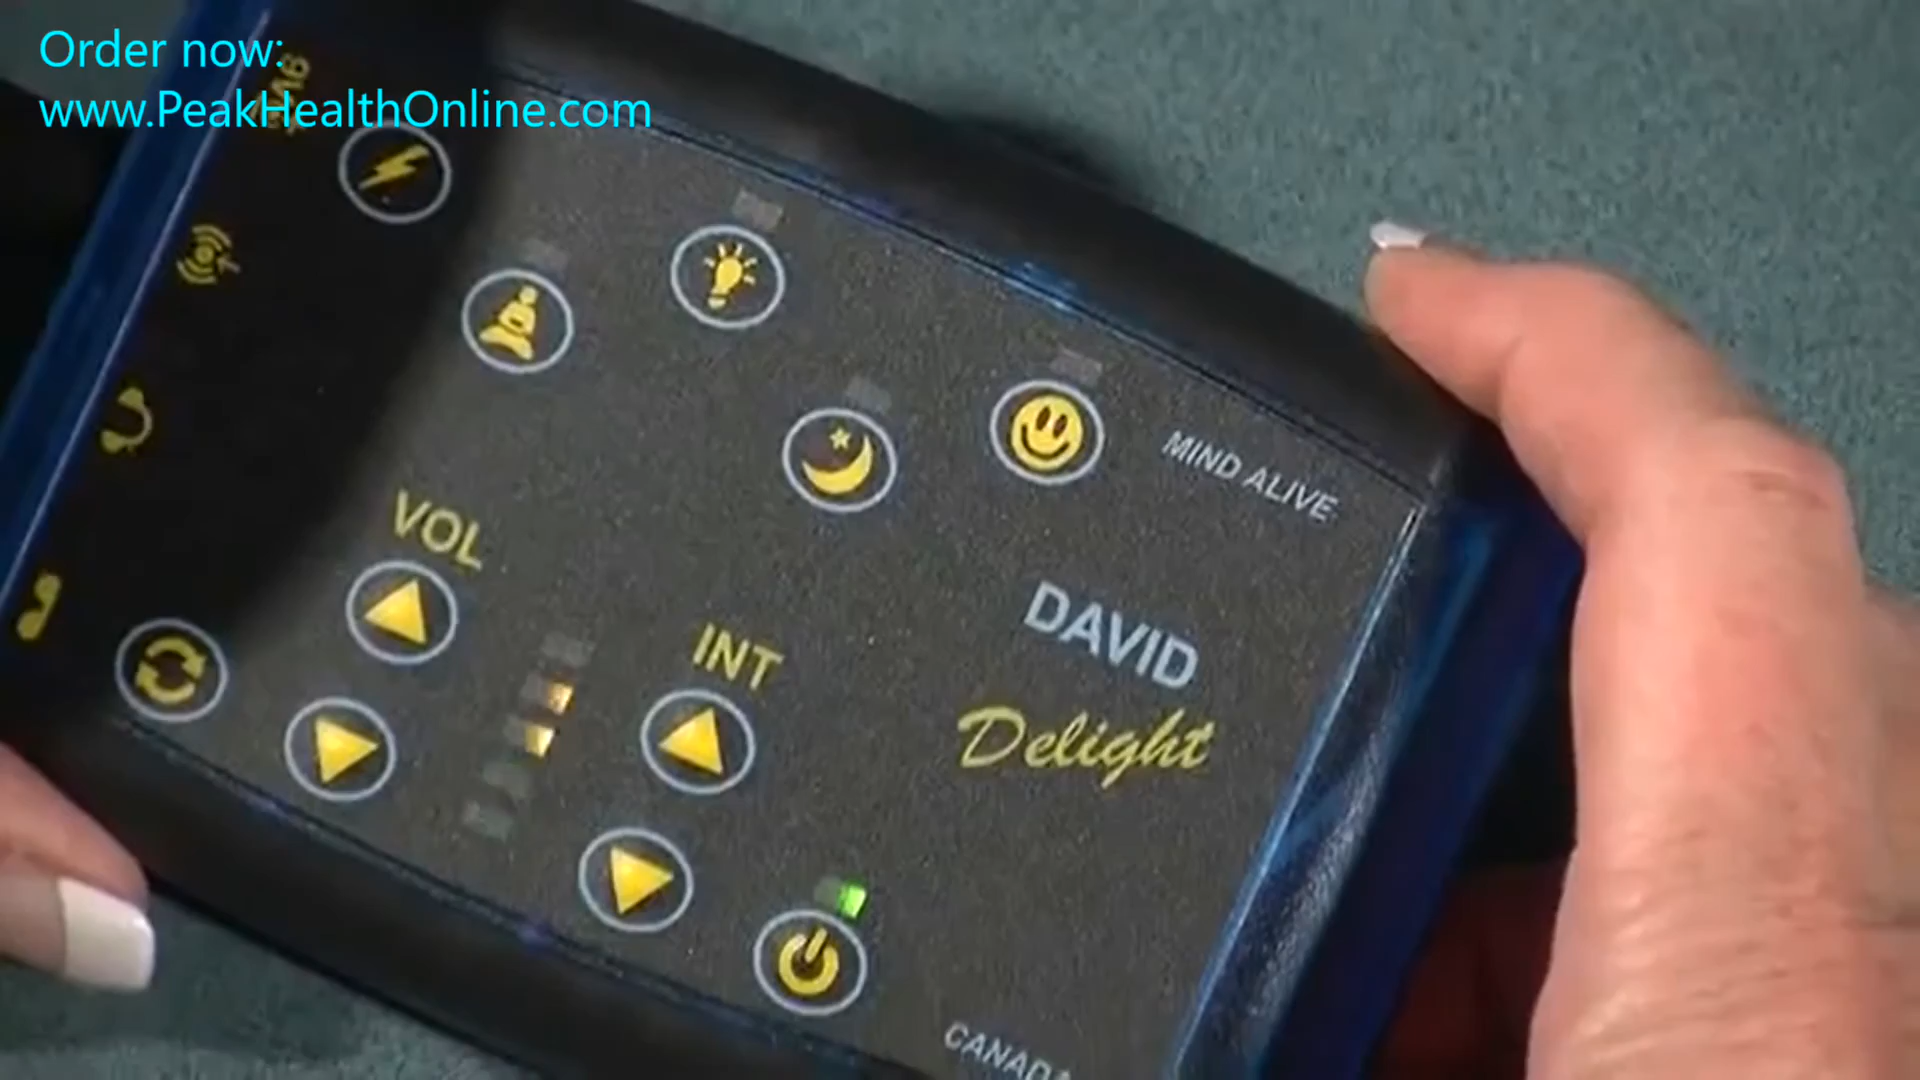 Order now:
www.PeakHealthOnline.com
VOL
INT
MIND ALIVE
DAVID
Delight
CANADA